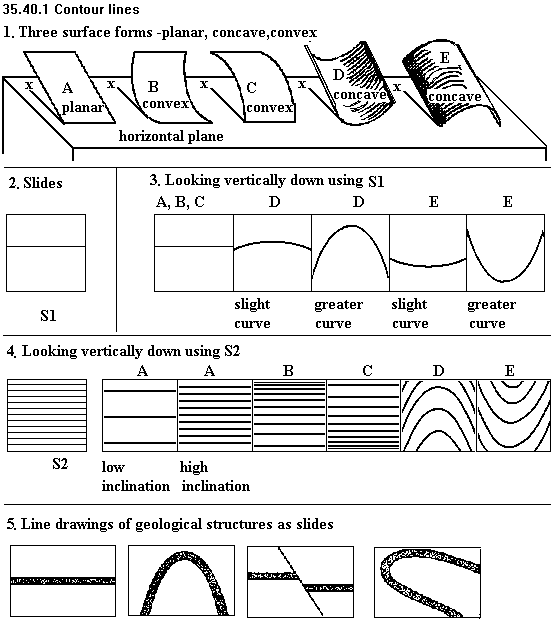 35.40.1 Contour lines
1. Three surface forms -planar, concave,convex
x A planar x B convex x C convex x D concave x E concave
horizontal plane
2. Slides
S1
3. Looking vertically down using S1
A, B, C D D E E
slight curve greater curve slight curve greater curve
4. Looking vertically down using S2
A A B C D E
S2
low inclination high inclination
5. Line drawings of geological structures as slides